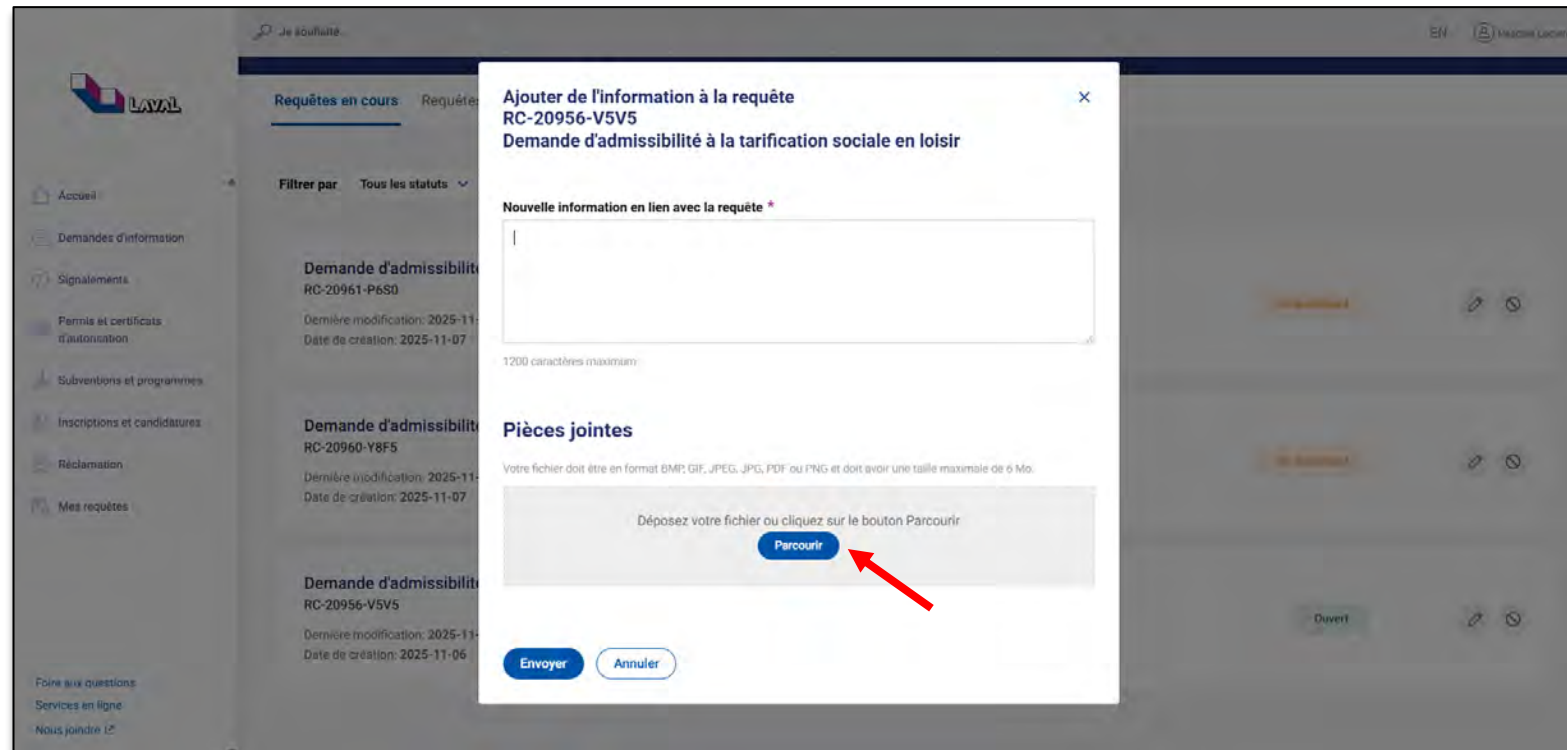 Je souhaite...
EN
LAVAL
Requêtes en cours
Filtrer par Tous les statuts
Accueil
Demandes d'information
Signalements
Permis et certificats
d'autorisation
Subventions et programmes
Inscriptions et candidatures
Réclamation
Mes requêtes
Foire aux questions
Services en ligne
Nous joindre
Demande d'admissibilité
RC-20961-P6S0
Dernière modification: 2025-11-
Date de création: 2025-11-07
Demande d'admissibilité
RC-20960-Y8F5
Dernière modification: 2025-11-
Date de création: 2025-11-07
Demande d'admissibilité
RC-20956-V5V5
Dernière modification: 2025-11-
Date de création: 2025-11-06
Ouvert
Ajouter de l'information à la requête
RC-20956-V5V5
Demande d'admissibilité à la tarification sociale en loisir
Nouvelle information en lien avec la requête *
1200 caractères maximum
Pièces jointes
Votre fichier doit être en format BMP, GIF, JPEG, JPG, PDF ou PNG et doit avoir une taille maximale de 6 Mo.
Déposez votre fichier ou cliquez sur le bouton Parcourir
Parcourir
Envoyer
Annuler